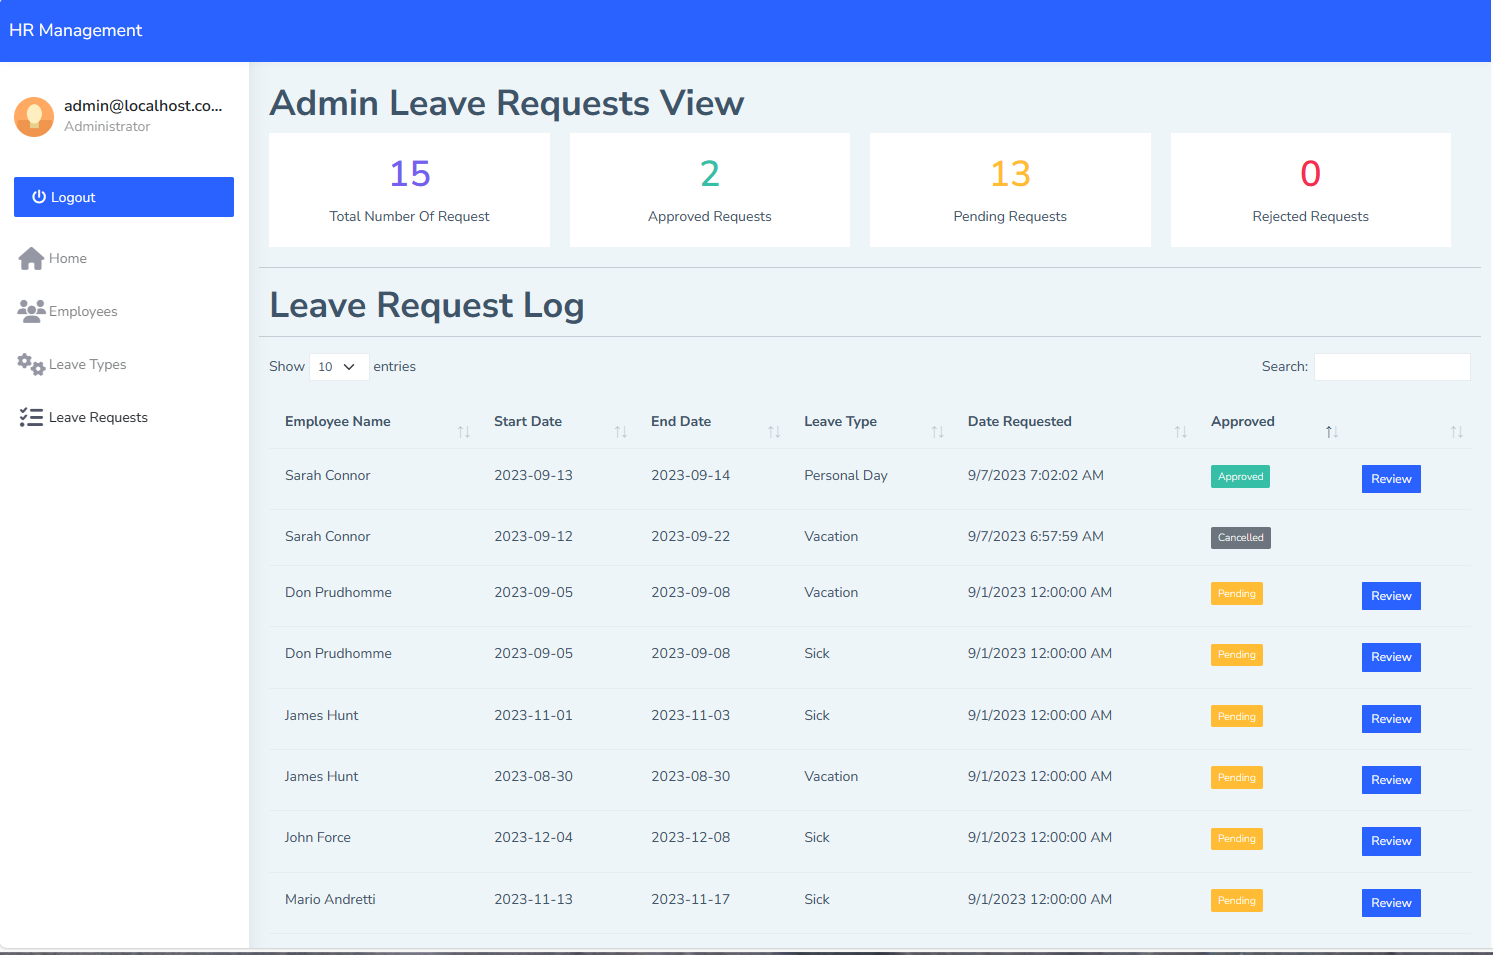 HR Management
admin@localhost.co...
Administrator
Logout
Home
Employees
Leave Types
Leave Requests
Admin Leave Requests View
15 2 13 0
Total Number Of Request Approved Requests Pending Requests Rejected Requests
Leave Request Log
Show 10 entries Search:
Employee Name Start Date End Date Leave Type Date Requested Approved
Sarah Connor 2023-09-13 2023-09-14 Personal Day 9/7/2023 7:02:02 AM Approved Review
Sarah Connor 2023-09-12 2023-09-22 Vacation 9/7/2023 6:57:59 AM Cancelled
Don Prudhomme 2023-09-05 2023-09-08 Vacation 9/1/2023 12:00:00 AM Pending Review
Don Prudhomme 2023-09-05 2023-09-08 Sick 9/1/2023 12:00:00 AM Pending Review
James Hunt 2023-11-01 2023-11-03 Sick 9/1/2023 12:00:00 AM Pending Review
James Hunt 2023-08-30 2023-08-30 Vacation 9/1/2023 12:00:00 AM Pending Review
John Force 2023-12-04 2023-12-08 Sick 9/1/2023 12:00:00 AM Pending Review
Mario Andretti 2023-11-13 2023-11-17 Sick 9/1/2023 12:00:00 AM Pending Review